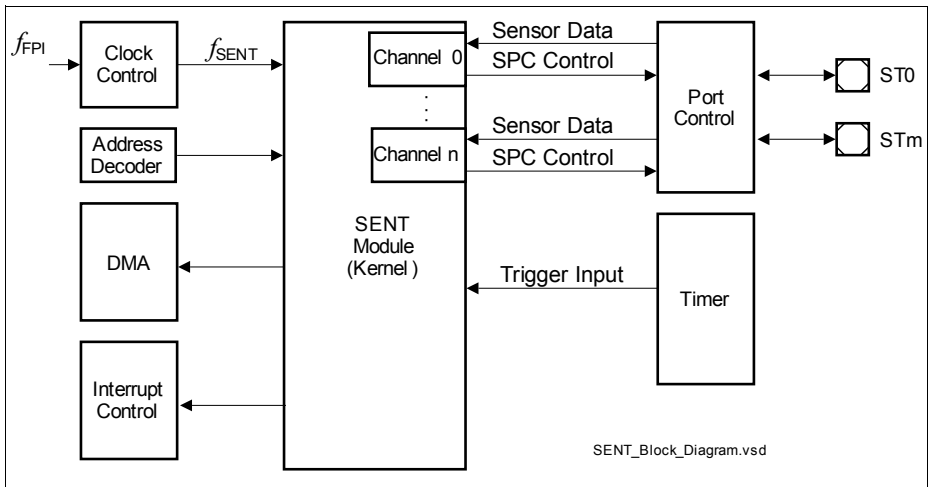 fFPI
Clock
Control
fSENT
Address
Decoder
DMA
Interrupt
Control
Channel 0
Channel n
SENT
Module
(Kernel )
Sensor Data
SPC Control
Sensor Data
SPC Control
Trigger Input
Port
Control
Timer
ST0
STm
SENT_Block_Diagram.vsd